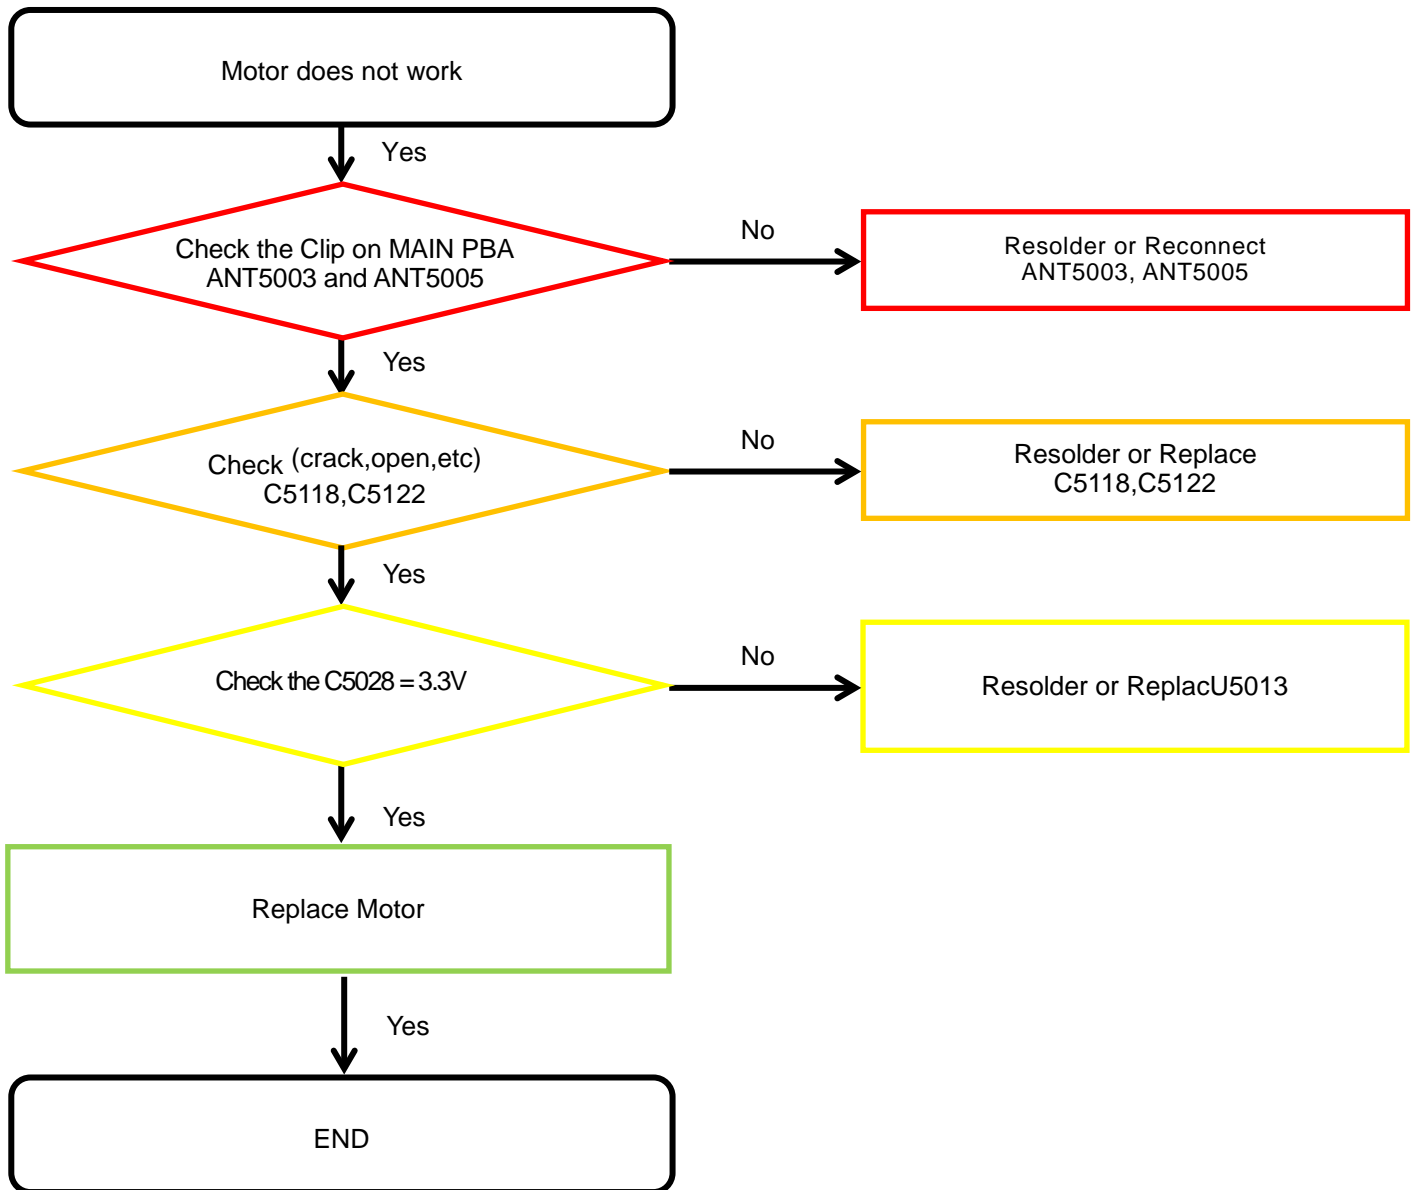 Motor does not work
Yes
Check the Clip on MAIN PBA
ANT5003 and ANT5005
No
Resolder or Reconnect
ANT5003, ANT5005
Yes
Check (crack,open,etc)
C5118,C5122
No
Resolder or Replace
C5118,C5122
Yes
Check the C5028 = 3.3V
No
Resolder or ReplacU5013
Yes
Replace Motor
Yes
END